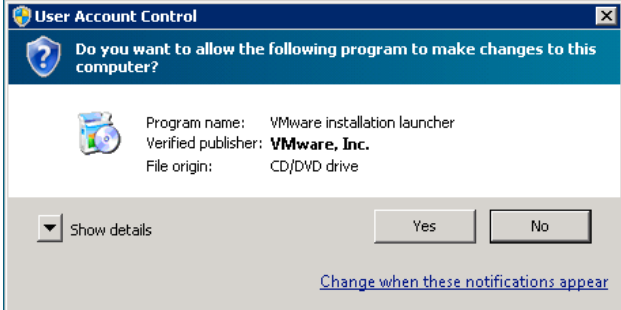 User Account Control
Do you want to allow the following program to make changes to this
computer?
Program name: VMware installation launcher
Verified publisher: VMware, Inc.
File origin: CD/DVD drive
Show details
Yes
No
Change when these notifications appear